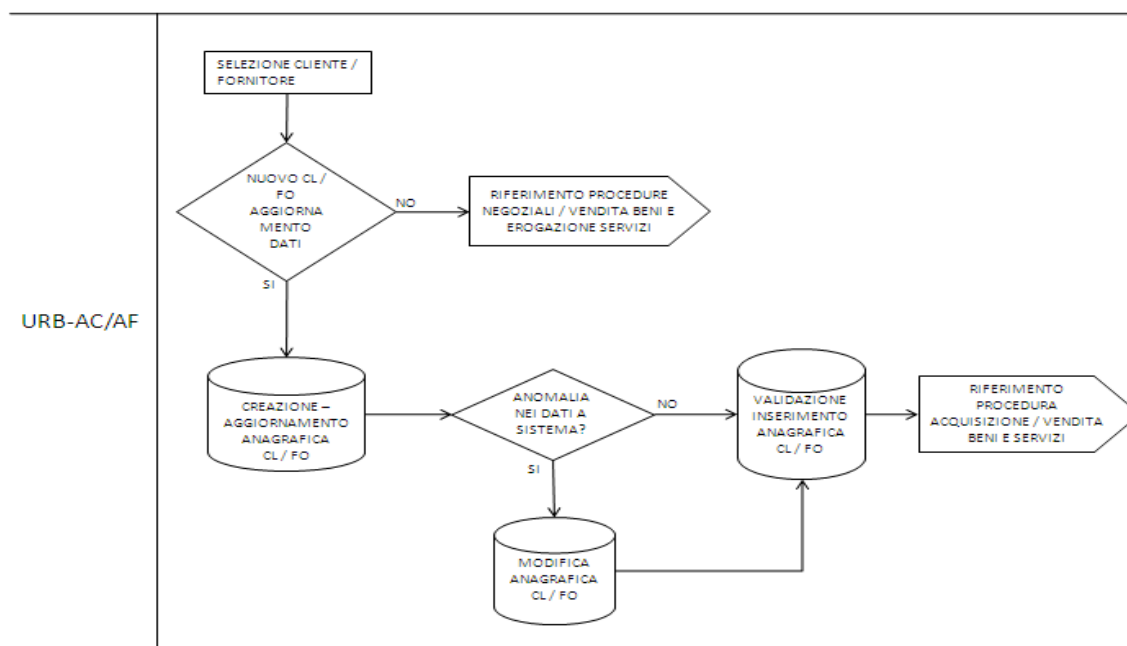 SELEZIONE CLIENTE /
FORNITORE
NUOVO CL /
FO
AGGIORNA
MENTO
DATI
NO
RIFERIMENTO PROCEDURE
NEGOZIALI / VENDITA BENI E
EROGAZIONE SERVIZI
SI
URB-AC/AF
CREAZIONE –
AGGIORNAMENTO
ANAGRAFICA
CL / FO
ANOMALIA
NEI DATI A
SISTEMA?
NO
VALIDAZIONE
INSERIMENTO
ANAGRAFICA
CL / FO
RIFERIMENTO
PROCEDURA
ACQUISIZIONE / VENDITA
BENI E SERVIZI
SI
MODIFICA
ANAGRAFICA
CL / FO